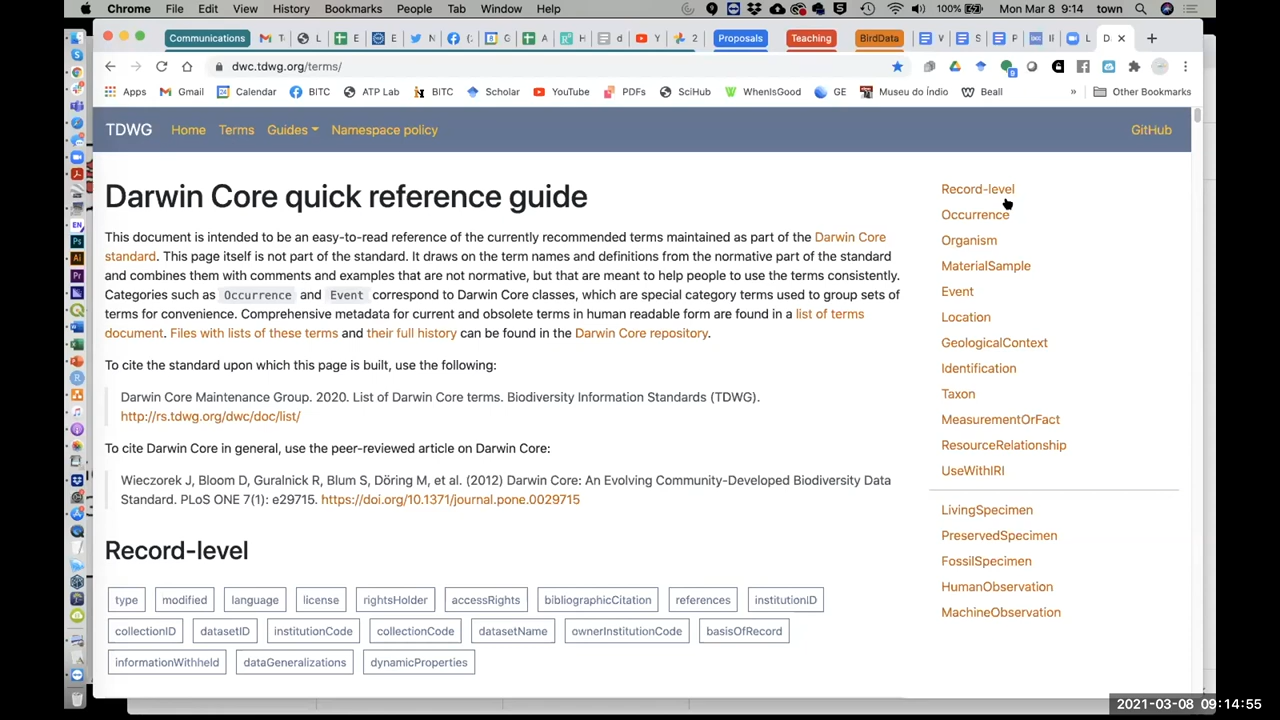 Chrome File Edit View History Bookmarks People Tab Window Help 100% Mon Mar 8 9:14 town
Communications Proposals Teaching BirdData
dwc.tdwg.org/terms/
Apps Gmail Calendar BITC ATP Lab BITC Scholar YouTube PDFs SciHub WhenIsGood GE Museu do Índio Beall » Other Bookmarks
TDWG Home Terms Guides Namespace policy GitHub
Darwin Core quick reference guide
This document is intended to be an easy-to-read reference of the currently recommended terms maintained as part of the Darwin Core
standard. This page itself is not part of the standard. It draws on the term names and definitions from the normative part of the standard
and combines them with comments and examples that are not normative, but that are meant to help people to use the terms consistently.
Categories such as Occurrence and Event correspond to Darwin Core classes, which are special category terms used to group sets of
terms for convenience. Comprehensive metadata for current and obsolete terms in human readable form are found in a list of terms
document. Files with lists of these terms and their full history can be found in the Darwin Core repository.
To cite the standard upon which this page is built, use the following:
Darwin Core Maintenance Group. 2020. List of Darwin Core terms. Biodiversity Information Standards (TDWG).
http://rs.tdwg.org/dwc/doc/list/
To cite Darwin Core in general, use the peer-reviewed article on Darwin Core:
Wieczorek J, Bloom D, Guralnick R, Blum S, Döring M, et al. (2012) Darwin Core: An Evolving Community-Developed Biodiversity Data
Standard. PLoS ONE 7(1): e29715. https://doi.org/10.1371/journal.pone.0029715
Record-level
type modified language license rightsHolder accessRights bibliographicCitation references institutionID
collectionID datasetID institutionCode collectionCode datasetName ownerInstitutionCode basisOfRecord
informationWithheld dataGeneralizations dynamicProperties
Record-level
Occurrence
Organism
MaterialSample
Event
Location
GeologicalContext
Identification
Taxon
MeasurementOrFact
ResourceRelationship
UseWithIRI
LivingSpecimen
PreservedSpecimen
FossilSpecimen
HumanObservation
MachineObservation
2021-03-08 09:14:55